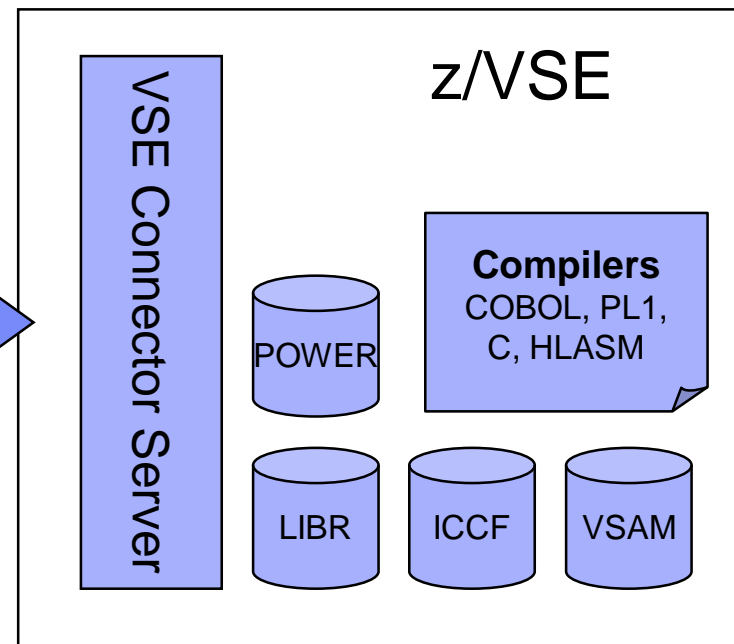 z/VSE
VSE Connector Server
Compilers
COBOL, PL1,
C, HLASM
POWER
LIBR
ICCF
VSAM